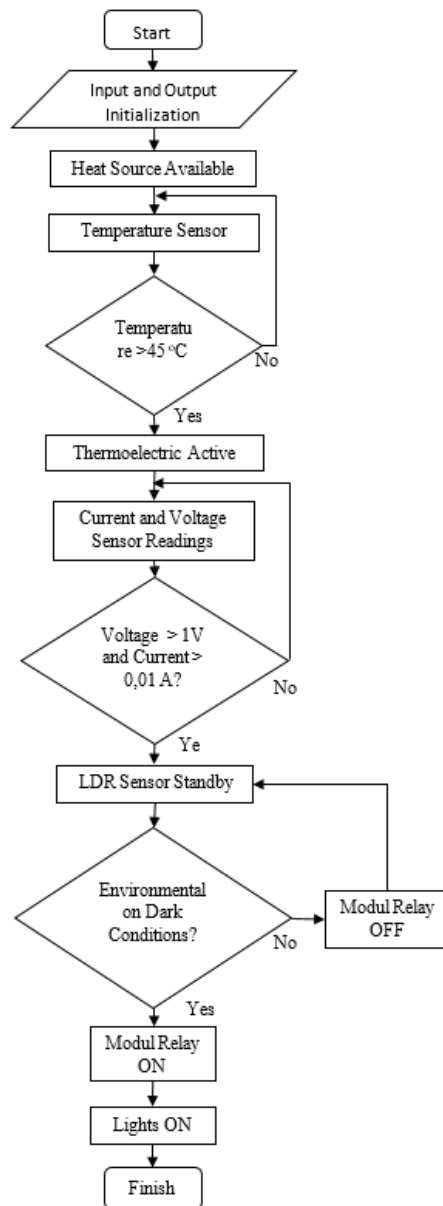 Start
Input and Output
Initialization
Heat Source Available
Temperature Sensor
Temperatu
re >45 °C
No
Yes
Thermoelectric Active
Current and Voltage
Sensor Readings
Voltage > 1V
and Current >
0,01 A?
No
Ye
LDR Sensor Standby
Environmental
on Dark
Conditions?
No
Modul Relay
OFF
Yes
Modul Relay
ON
Lights ON
Finish